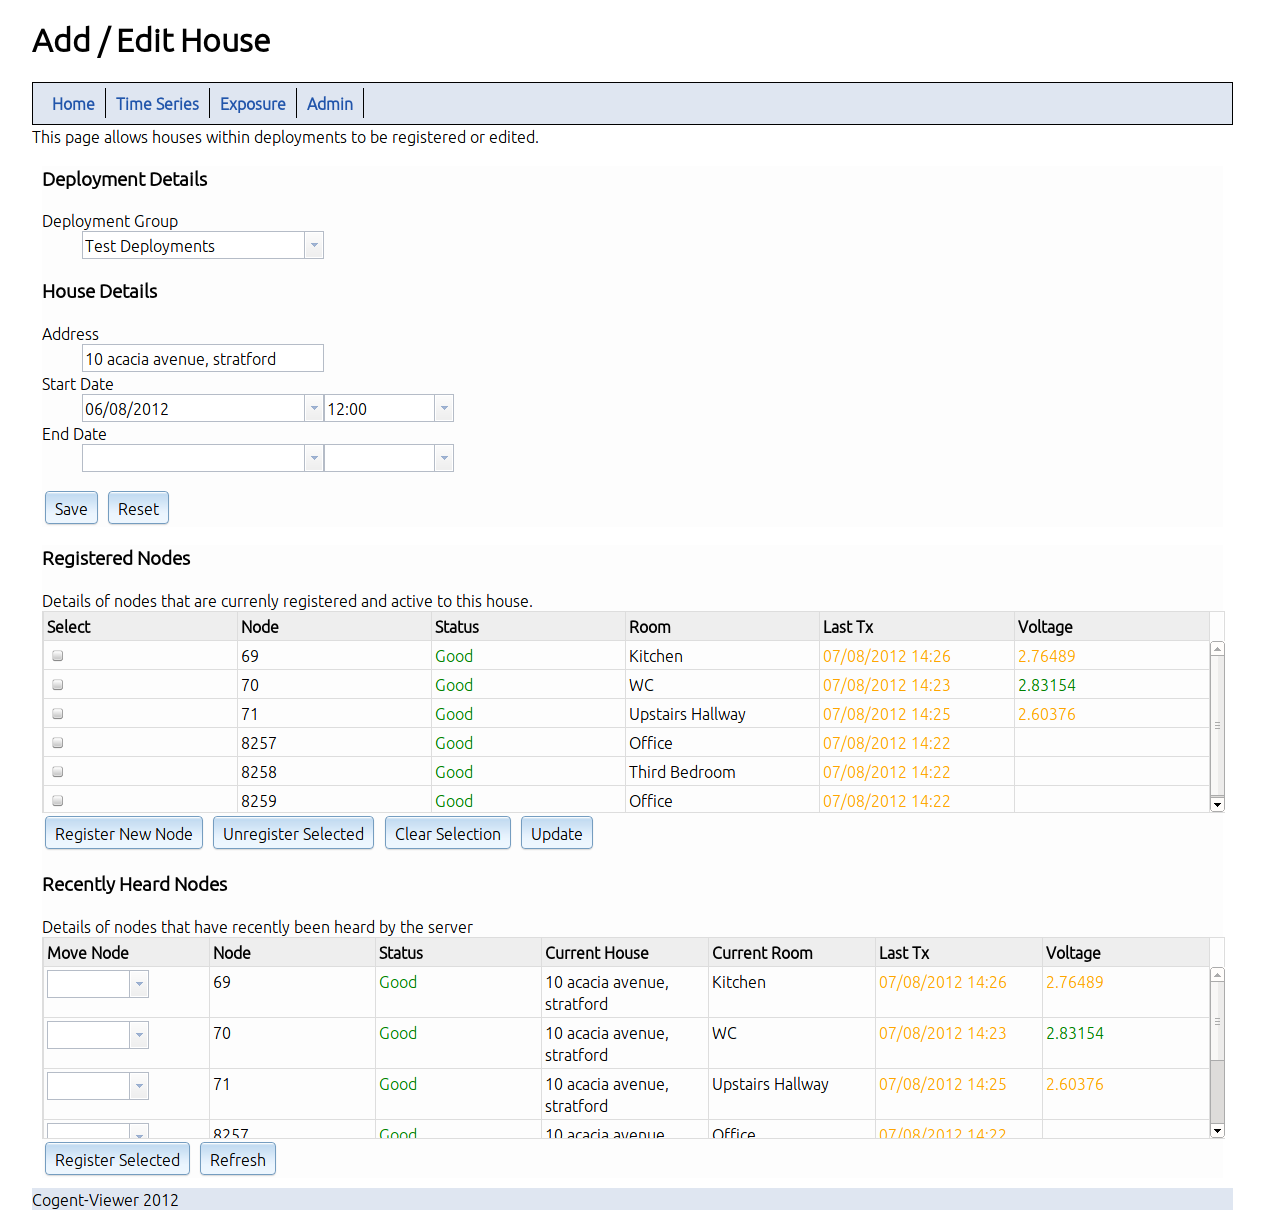 Add / Edit House
Home Time Series Exposure Admin
This page allows houses within deployments to be registered or edited.
Deployment Details
Deployment Group
Test Deployments
House Details
Address
10 acacia avenue, stratford
Start Date
06/08/2012 12:00
End Date
Save Reset
Registered Nodes
Details of nodes that are currenly registered and active to this house.
Select Node Status Room Last Tx Voltage
69 Good Kitchen 07/08/2012 14:26 2.76489
70 Good WC 07/08/2012 14:23 2.83154
71 Good Upstairs Hallway 07/08/2012 14:25 2.60376
8257 Good Office 07/08/2012 14:22
8258 Good Third Bedroom 07/08/2012 14:22
8259 Good Office 07/08/2012 14:22
Register New Node Unregister Selected Clear Selection Update
Recently Heard Nodes
Details of nodes that have recently been heard by the server
Move Node Node Status Current House Current Room Last Tx Voltage
69 Good 10 acacia avenue, Kitchen 07/08/2012 14:26 2.76489
stratford
70 Good 10 acacia avenue, WC 07/08/2012 14:23 2.83154
stratford
71 Good 10 acacia avenue, Upstairs Hallway 07/08/2012 14:25 2.60376
stratford
8257 Good 10 acacia avenue, Office 07/08/2012 14:22
Register Selected Refresh
Cogent-Viewer 2012